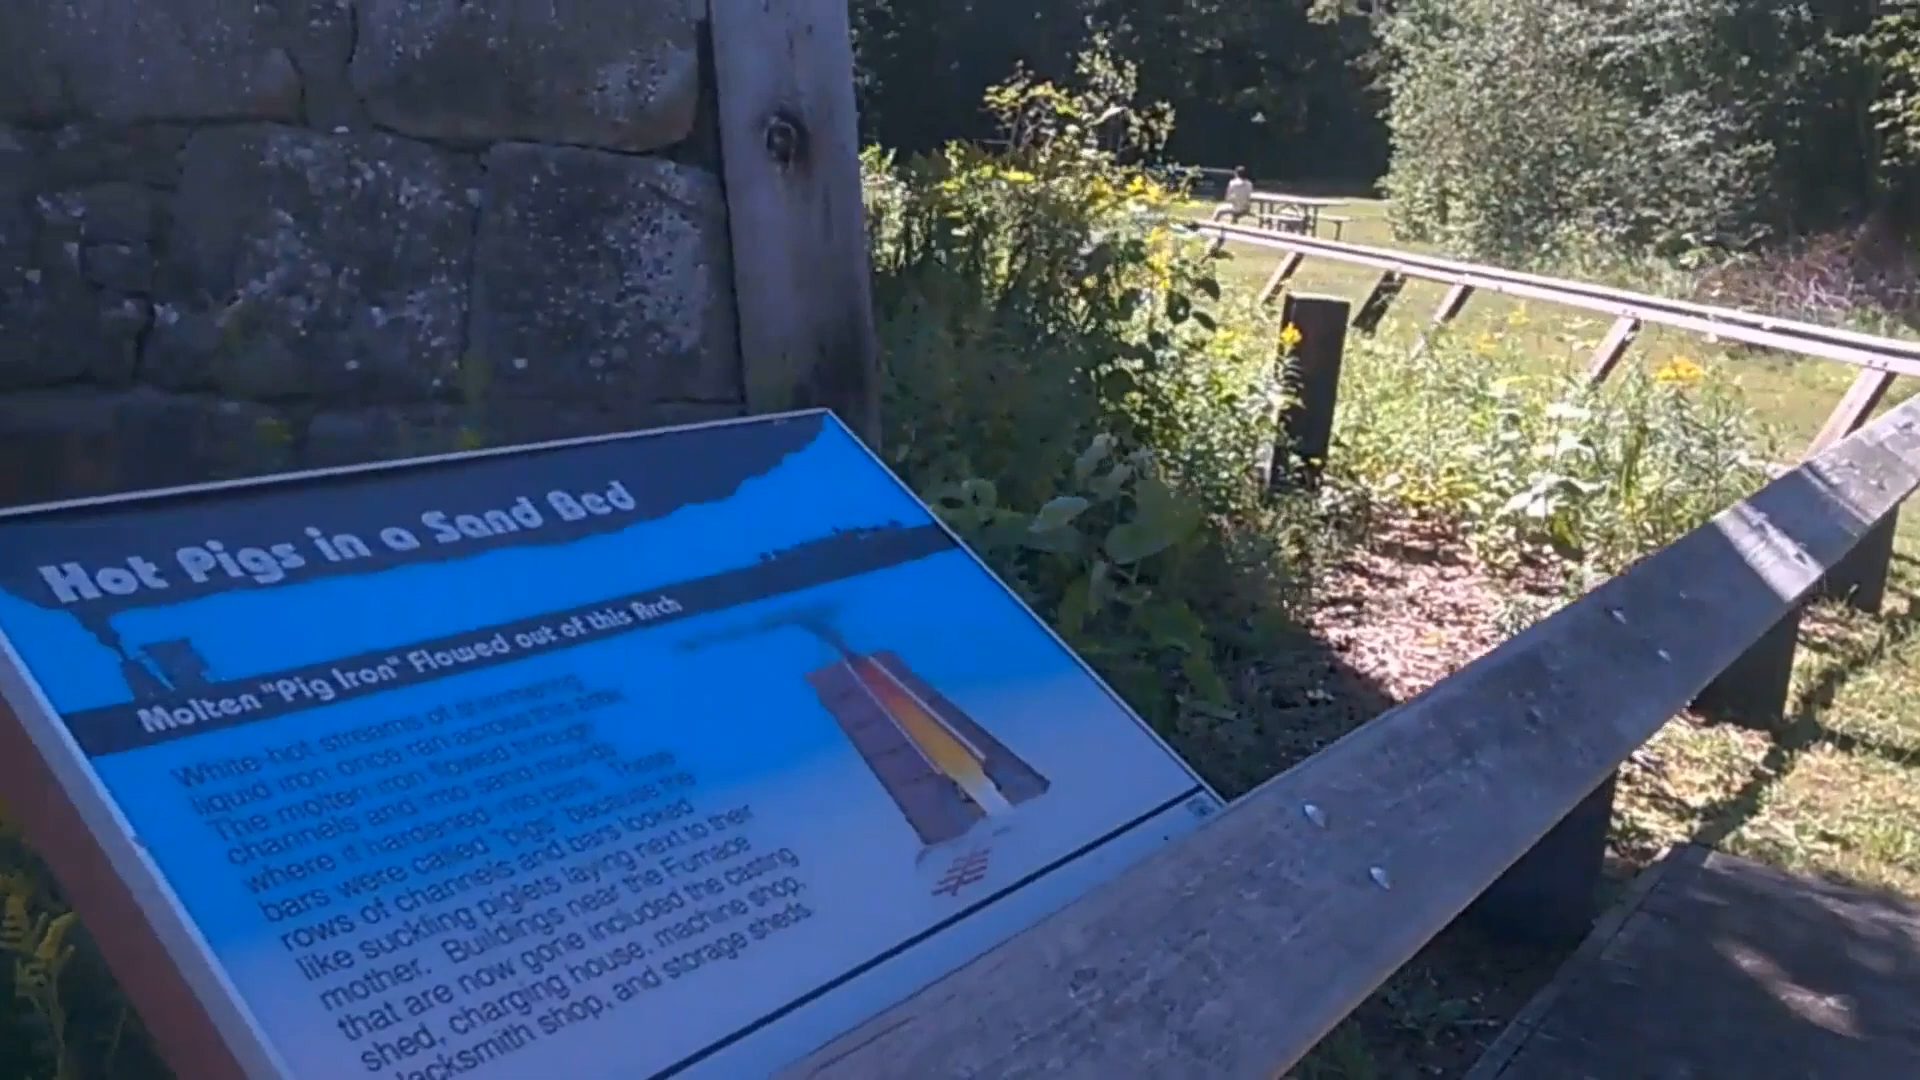 Hot Pigs in a Sand Bed
Molten "Pig Iron" Flowed out of this Arch
White-hot streams of shimmering
liquid iron once ran across this area.
The molten iron flowed through
channels and into sand molds
where it hardened into bars. These
bars were called "pigs" because the
rows of channels and bars looked
like suckling piglets laying next to their
mother. Buildings near the Furnace
that are now gone included the casting
shed, charging house, machine shop,
lacksmith shop, and storage sheds.